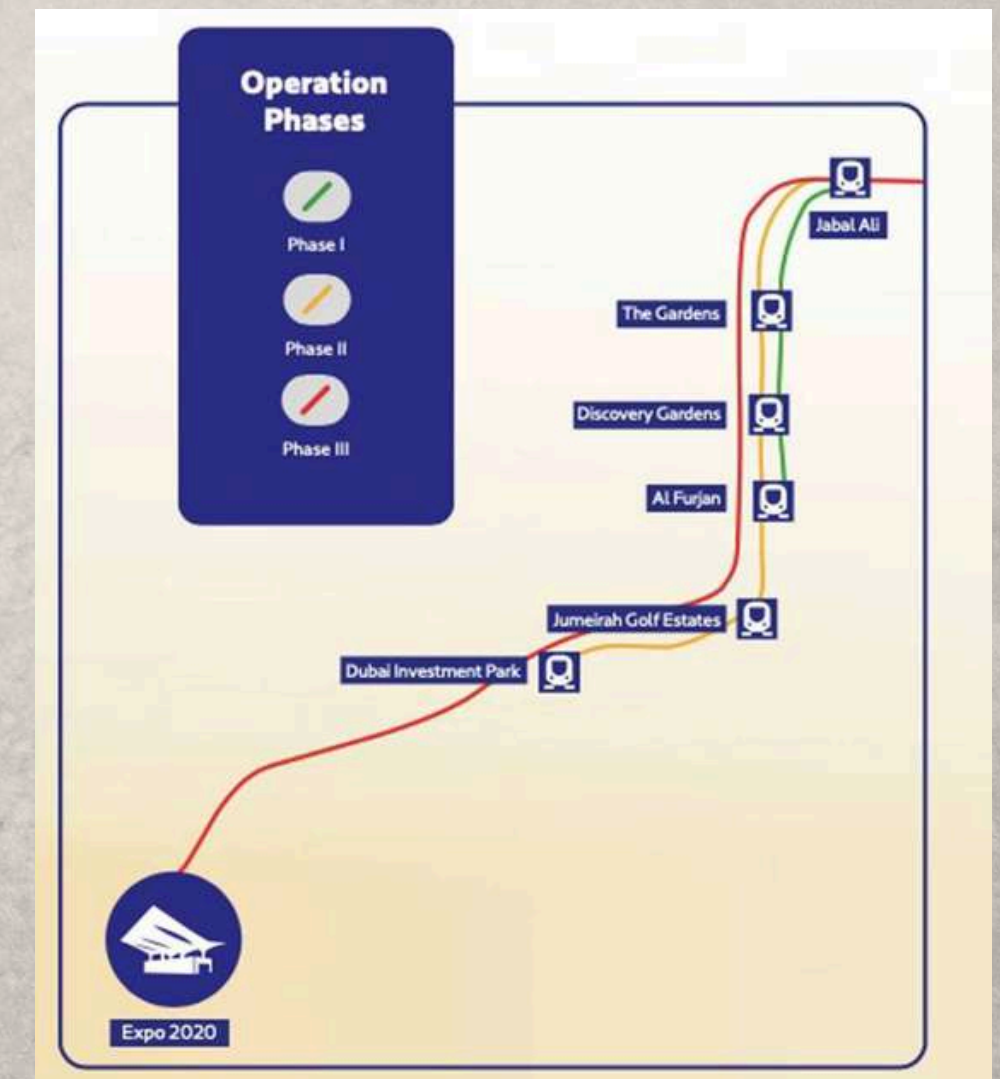 Operation
Phases
Phase I
Phase II
Phase III
Jabal Ali
The Gardens
Discovery Gardens
Al Furjan
Jumeirah Golf Estates
Dubai Investment Park
Expo 2020